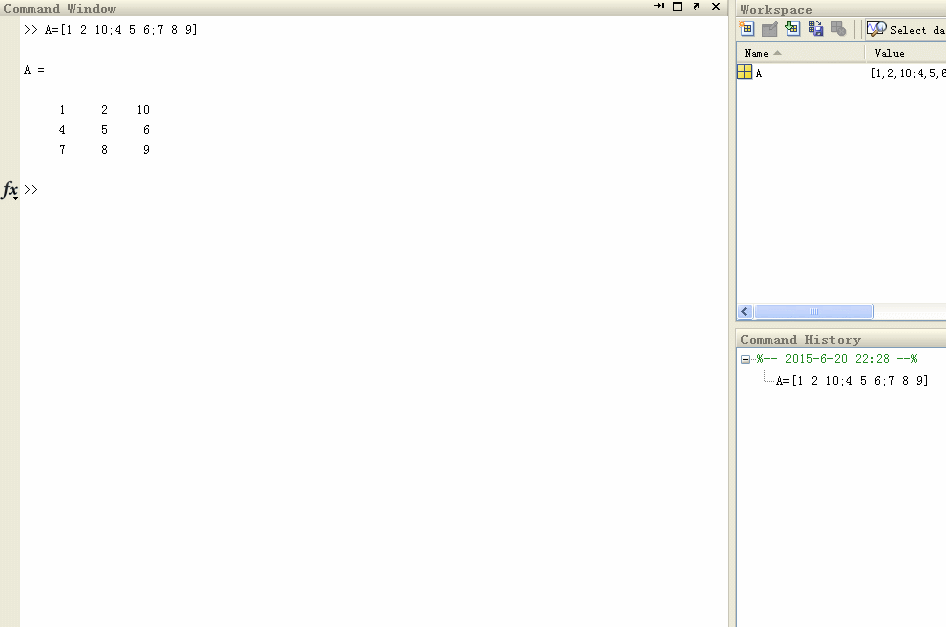 Command Window
>> A=[1 2 10;4 5 6;7 8 9]
A =
1 2 10
4 5 6
7 8 9
fx >>
Workspace
Select da
Name Value
A [1,2,10;4,5,6
Command History
%-- 2015-6-20 22:28 --%
A=[1 2 10;4 5 6;7 8 9]